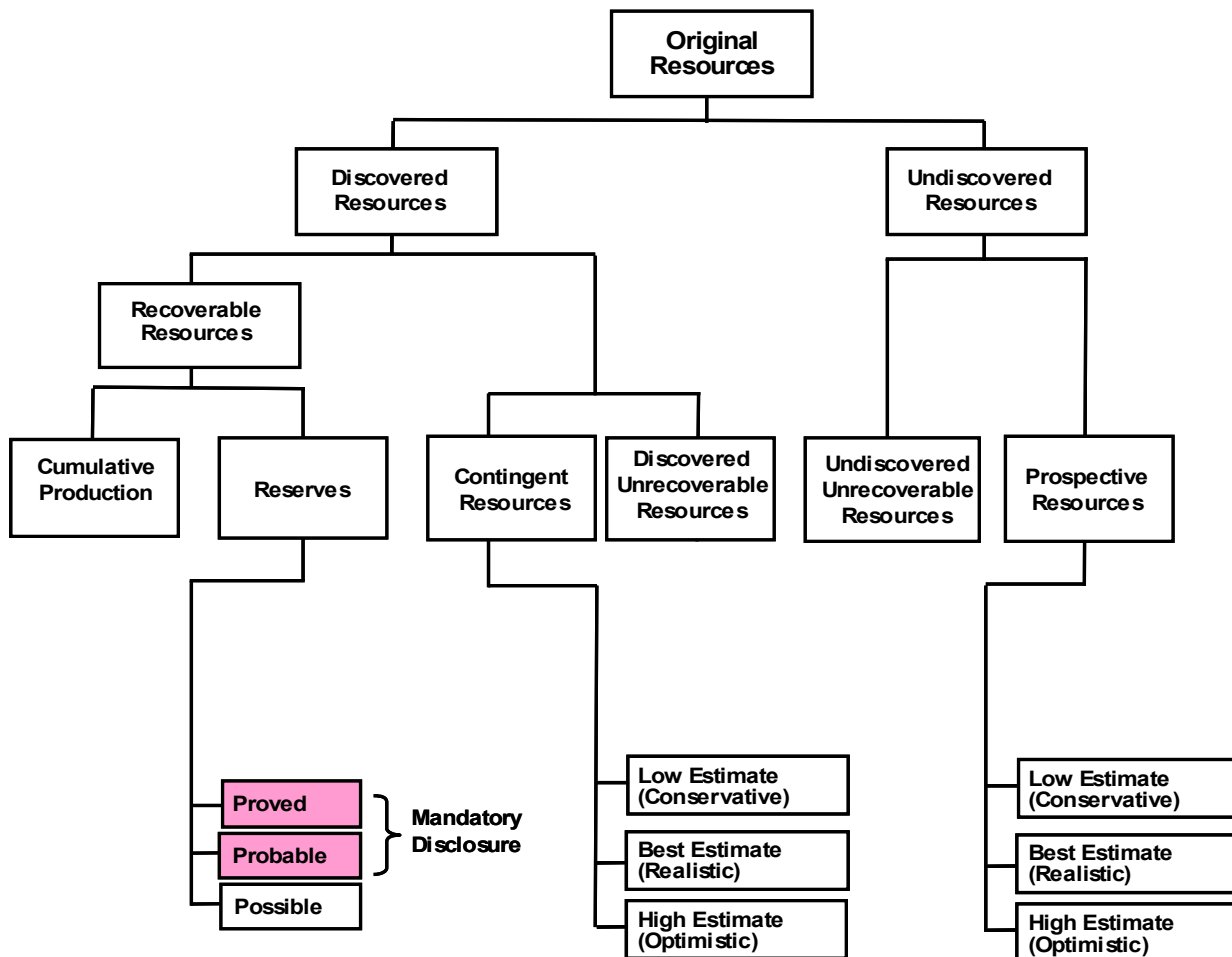 Original
Resources
Discovered
Resources
Undiscovered
Resources
Recoverable
Resources
Cumulative
Production
Reserves
Contingent
Resources
Discovered
Unrecoverable
Resources
Undiscovered
Unrecoverable
Resources
Prospective
Resources
Proved
Probable
Possible
Mandatory
Disclosure
Low Estimate
(Conservative)
Best Estimate
(Realistic)
High Estimate
(Optimistic)
Low Estimate
(Conservative)
Best Estimate
(Realistic)
High Estimate
(Optimistic)